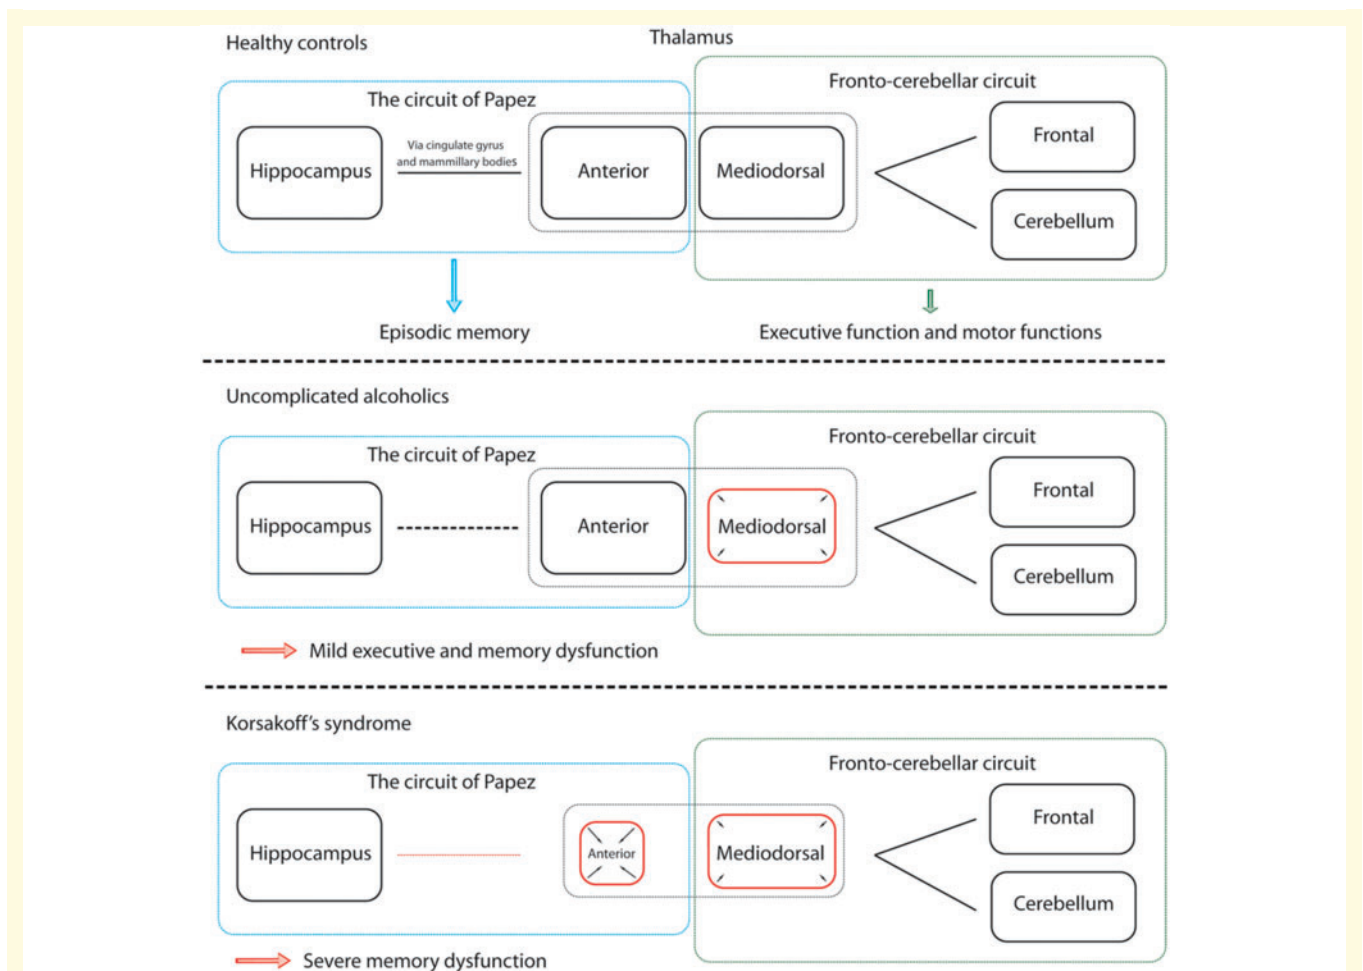 Healthy controls
Thalamus
The circuit of Papez
Fronto-cerebellar circuit
Hippocampus
Via cingulate gyrus
and mammillary bodies
Anterior
Mediodorsal
Frontal
Cerebellum
Episodic memory
Executive function and motor functions
Uncomplicated alcoholics
The circuit of Papez
Fronto-cerebellar circuit
Hippocampus
Anterior
Mediodorsal
Frontal
Cerebellum
Mild executive and memory dysfunction
Korsakoff's syndrome
The circuit of Papez
Fronto-cerebellar circuit
Hippocampus
Anterior
Mediodorsal
Frontal
Cerebellum
Severe memory dysfunction